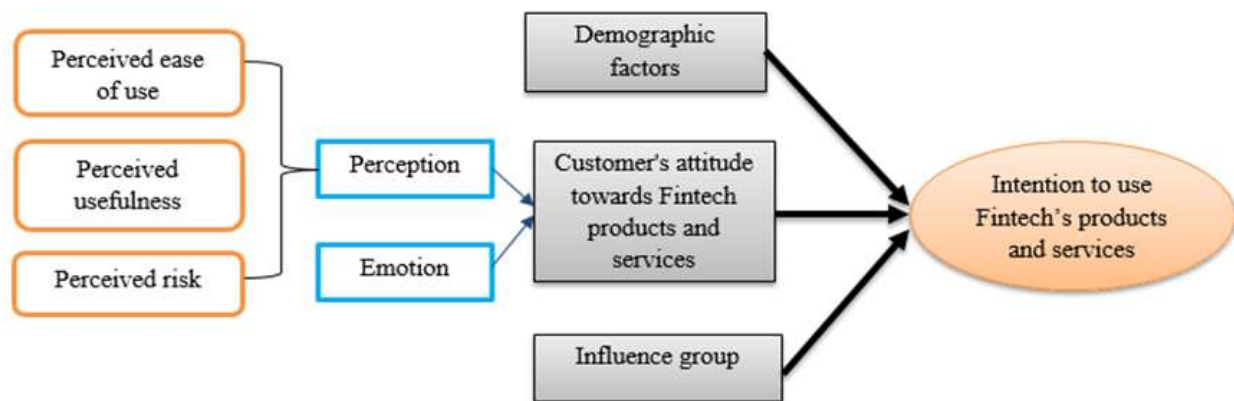 Perceived ease
of use
Perceived
usefulness
Perceived risk
Perception
Emotion
Demographic
factors
Customer's attitude
towards Fintech
products and
services
Influence group
Intention to use
Fintech’s products
and services